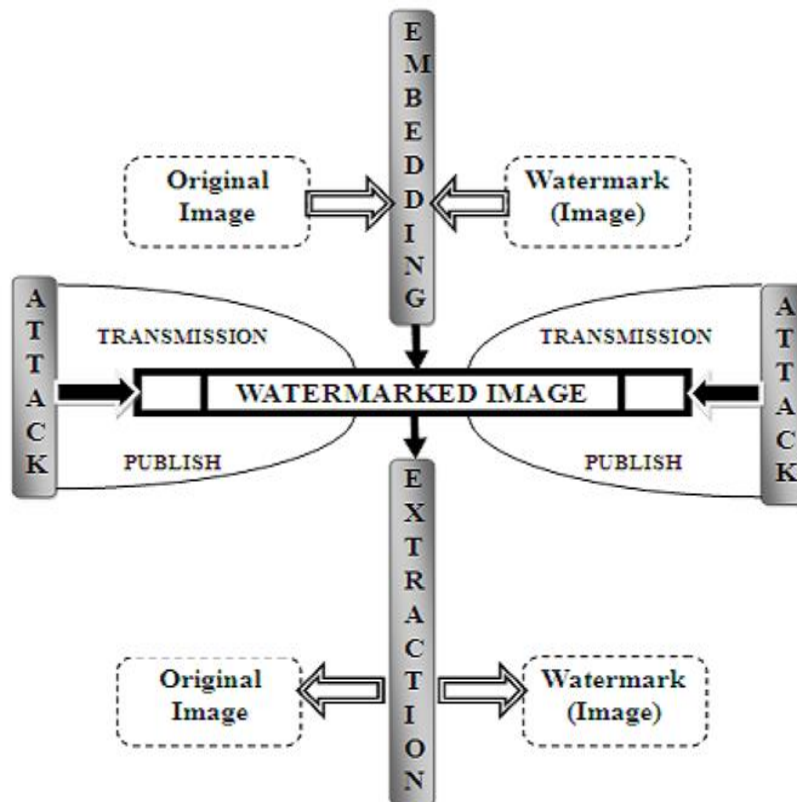 EMBEDDING
Original
Image
Watermark
(Image)
ATTACK
TRANSMISSION
TRANSMISSION
ATTACK
WATERMARKED IMAGE
PUBLISH
PUBLISH
EXTRACTION
Original
Image
Watermark
(Image)